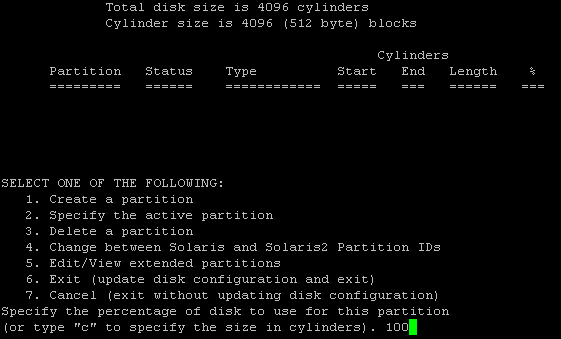 Total disk size is 4096 cylinders
Cylinder size is 4096 (512 byte) blocks
Cylinders
Partition Status Type Start End Length %
========= ====== ============ ===== === ====== ===
SELECT ONE OF THE FOLLOWING:
1. Create a partition
2. Specify the active partition
3. Delete a partition
4. Change between Solaris and Solaris2 Partition IDs
5. Edit/View extended partitions
6. Exit (update disk configuration and exit)
7. Cancel (exit without updating disk configuration)
Specify the percentage of disk to use for this partition
(or type "c" to specify the size in cylinders). 100